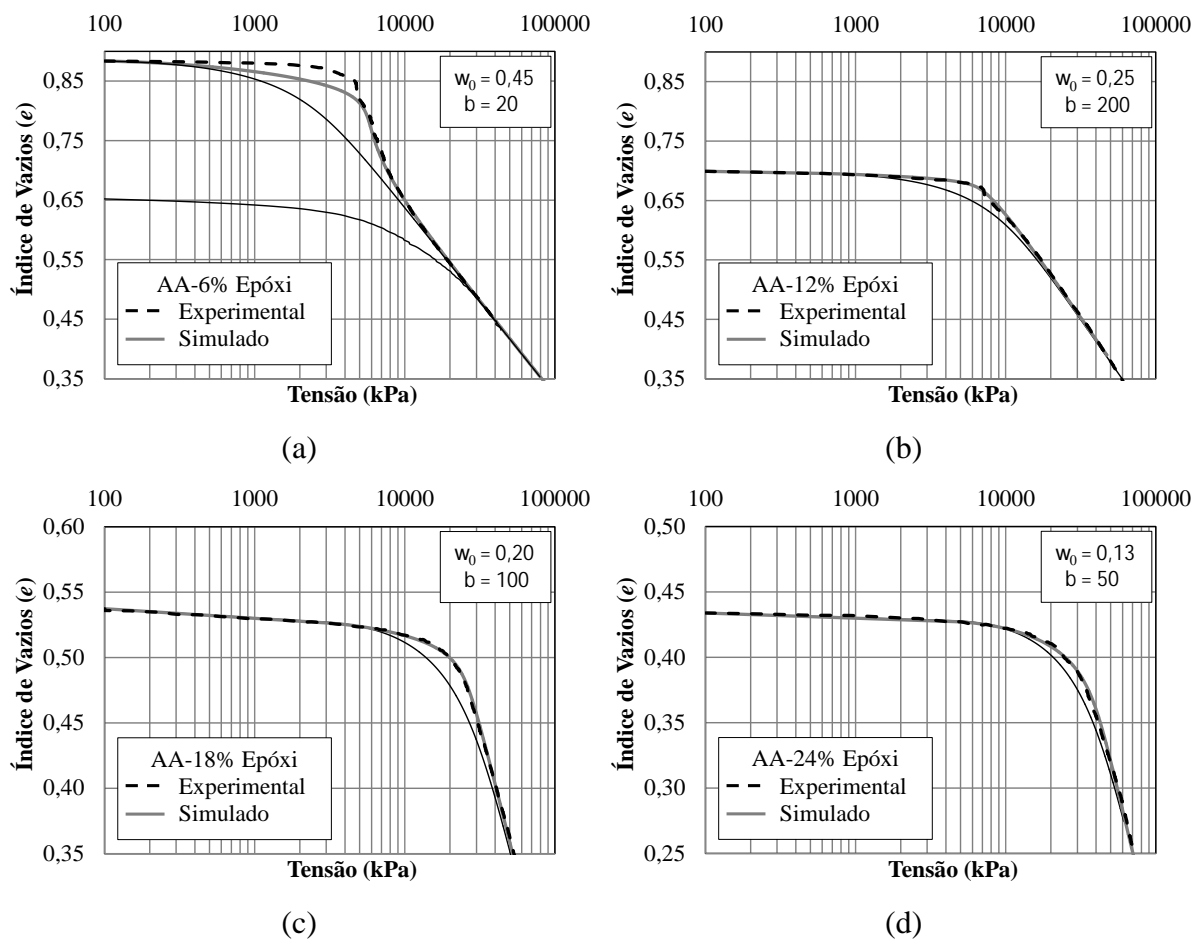 100 1000 10000 100000
0,85
0,75
0,65
0,55
0,45
0,35
Índice de Vazios (e)
w0 = 0,45
b = 20
AA-6% Epóxi
Experimental
Simulado
Tensão (kPa)
(a)
100 1000 10000 100000
0,85
0,75
0,65
0,55
0,45
0,35
Índice de Vazios (e)
w0 = 0,25
b = 200
AA-12% Epóxi
Experimental
Simulado
Tensão (kPa)
(b)
100 1000 10000 100000
0,60
0,55
0,50
0,45
0,40
0,35
Índice de Vazios (e)
w0 = 0,20
b = 100
AA-18% Epóxi
Experimental
Simulado
Tensão (kPa)
(c)
100 1000 10000 100000
0,50
0,45
0,40
0,35
0,30
0,25
Índice de Vazios (e)
w0 = 0,13
b = 50
AA-24% Epóxi
Experimental
Simulado
Tensão (kPa)
(d)